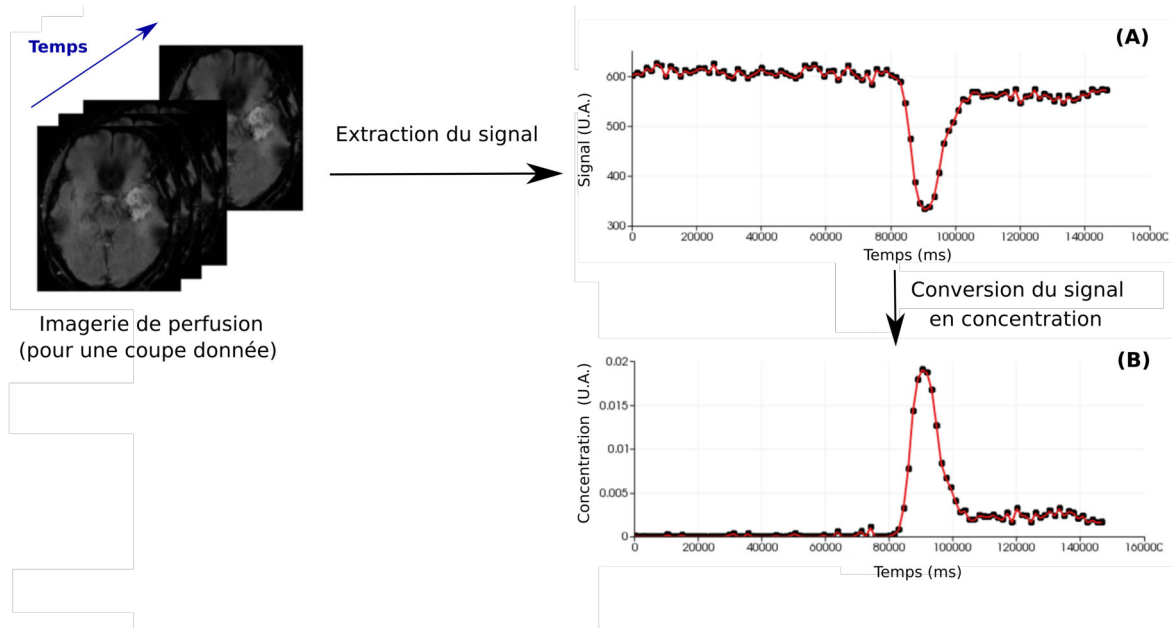 Temps
Imagerie de perfusion
(pour une coupe donnée)
Extraction du signal
(A)
Signal (U.A.)
600
500
400
300
0 20000 40000 60000 80000 100000 120000 140000 16000C
Temps (ms)
Conversion du signal
en concentration
(B)
Concentration (U.A.)
0.02
0.015
0.01
0.005
0
0 20000 40000 60000 80000 100000 120000 140000 16000C
Temps (ms)